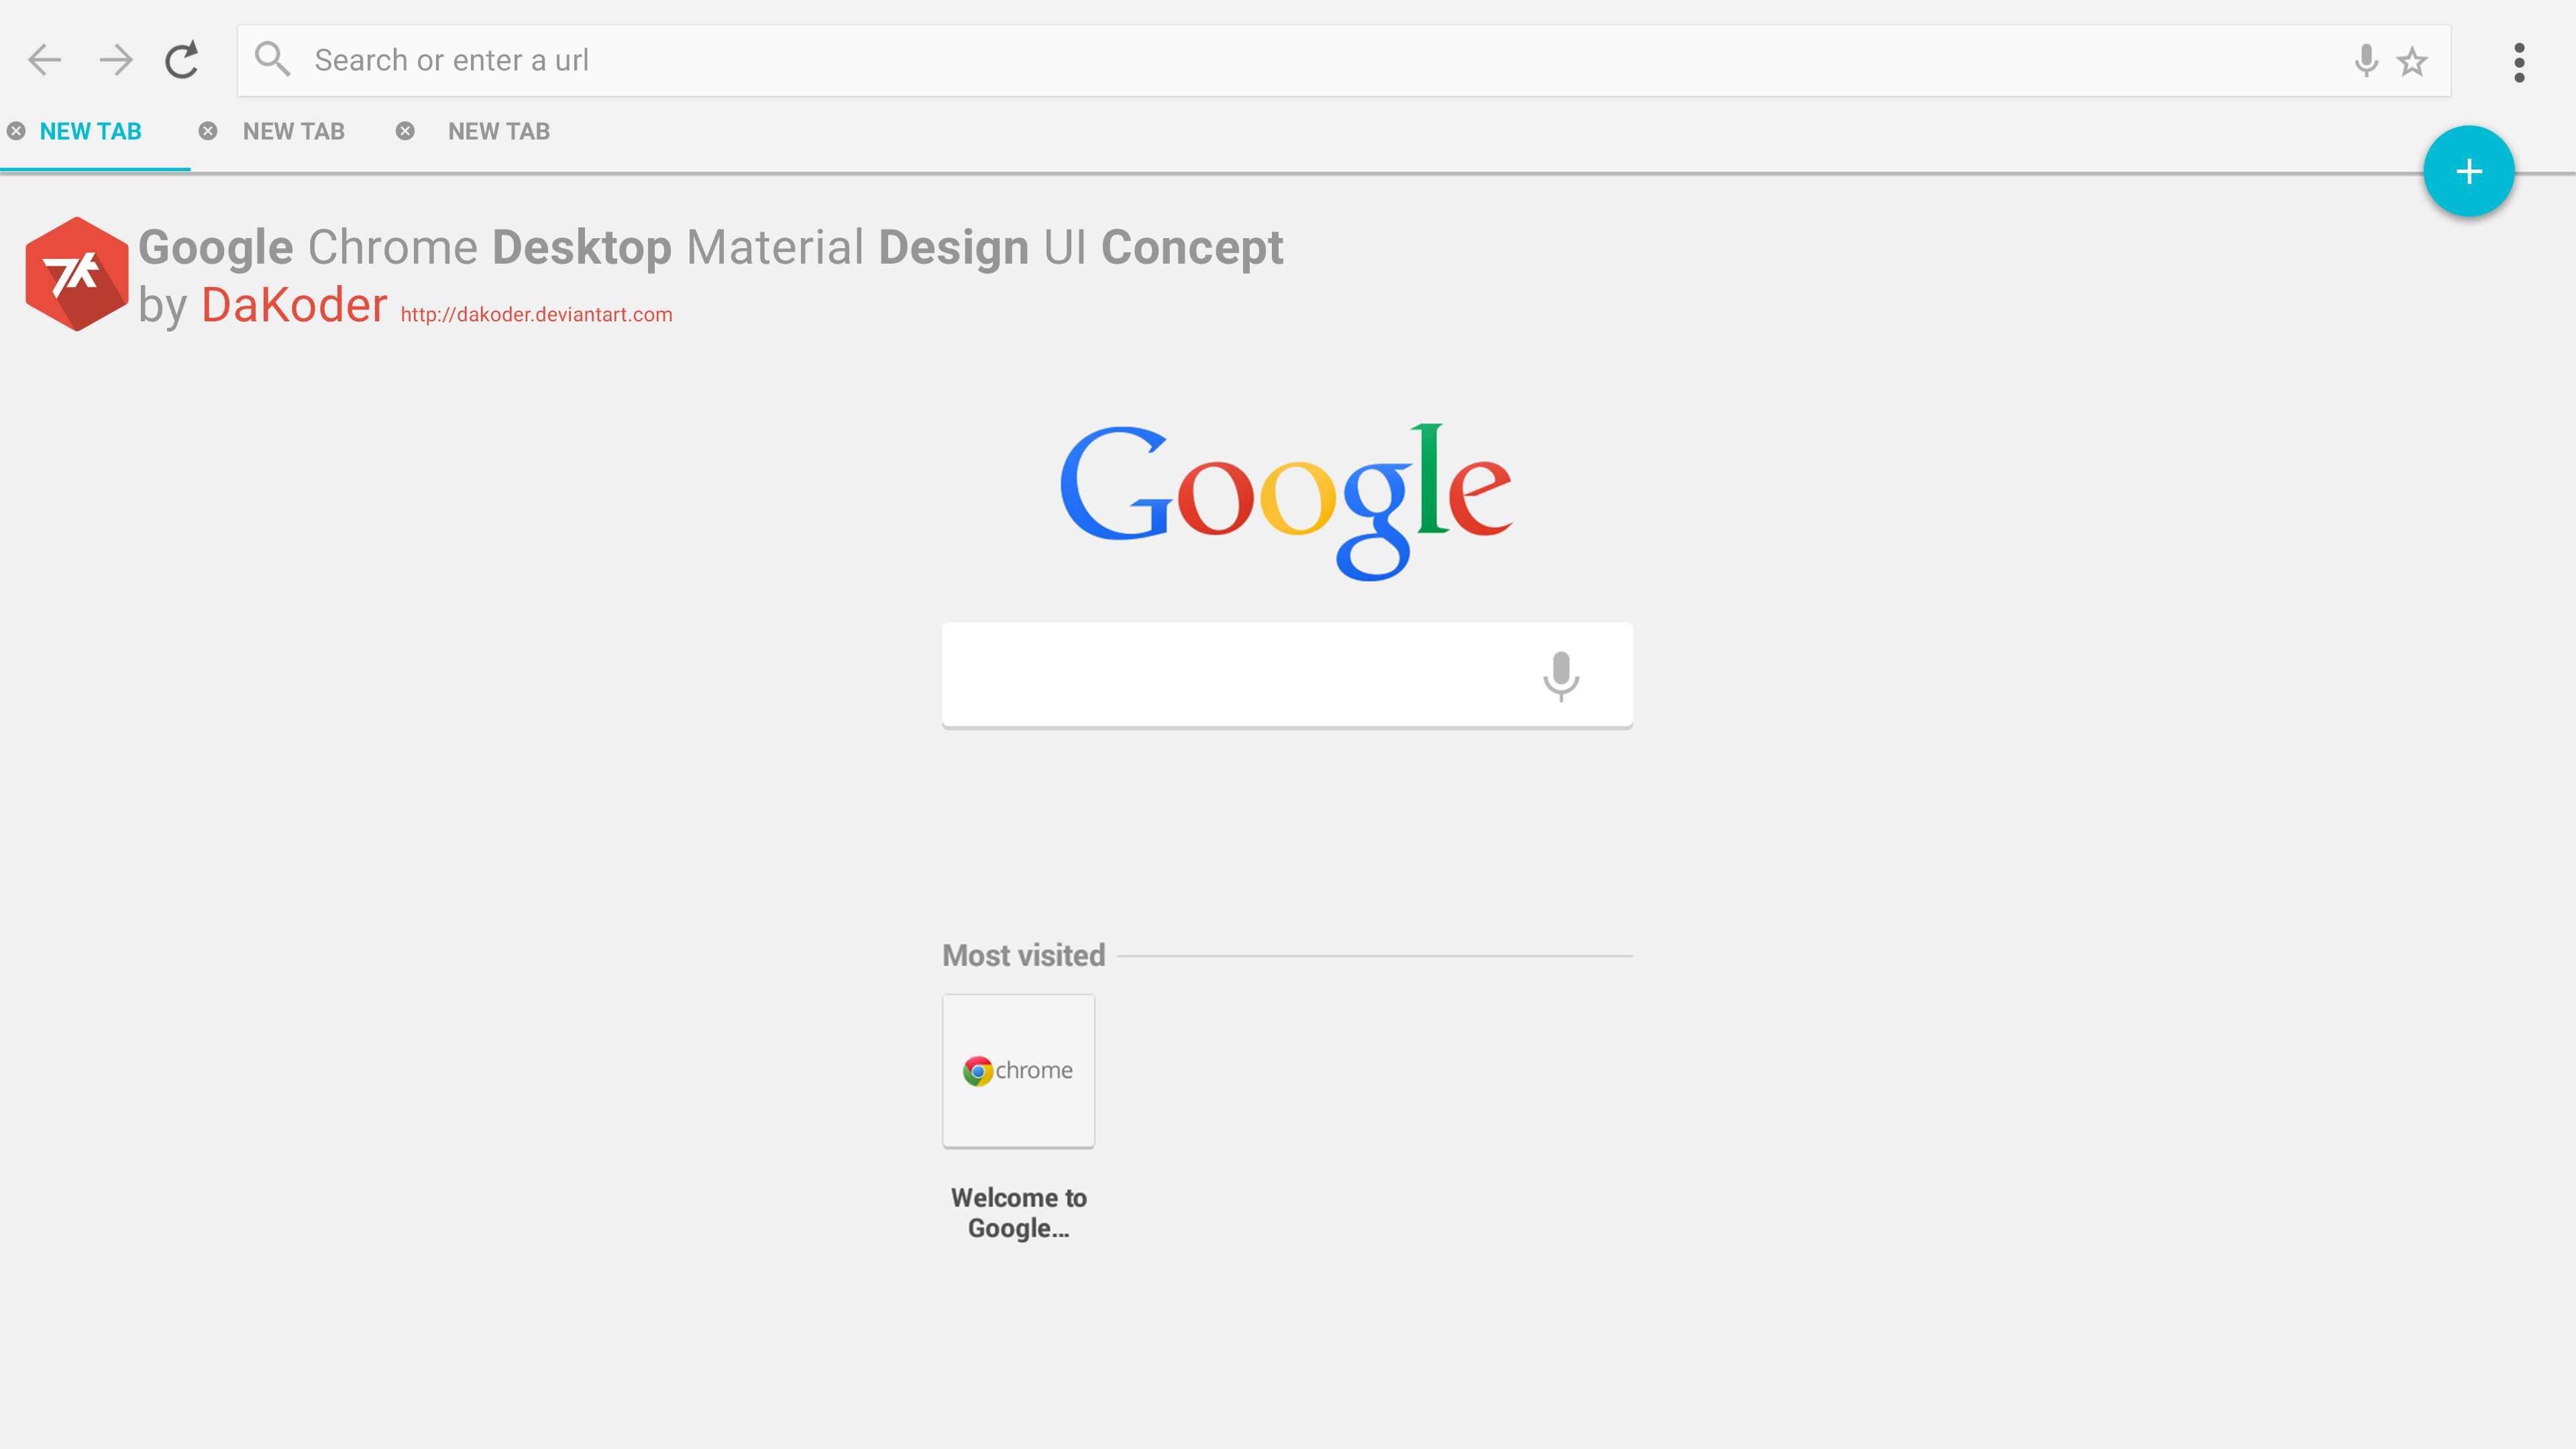 Search or enter a url
NEW TAB NEW TAB NEW TAB
Google Chrome Desktop Material Design UI Concept
by DaKoder http://dakoder.deviantart.com
Google
Most visited
chrome
Welcome to
Google...